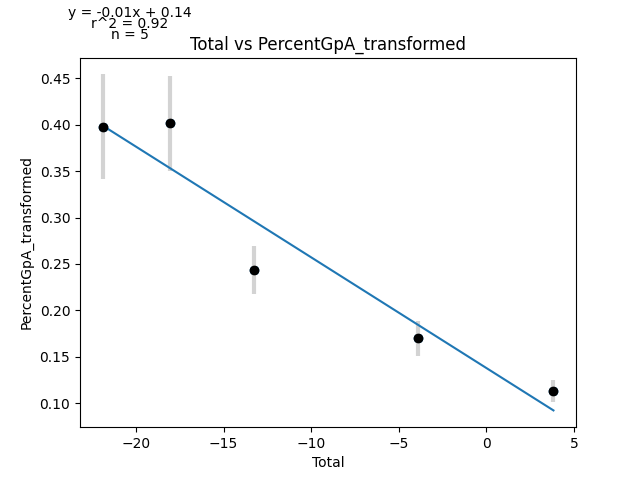 y = -0.01x + 0.14
r^2 = 0.92
n = 5
Total vs PercentGpA_transformed
PercentGpA_transformed
0.45
0.40
0.35
0.30
0.25
0.20
0.15
0.10
−20
−15
−10
−5
0
5
Total